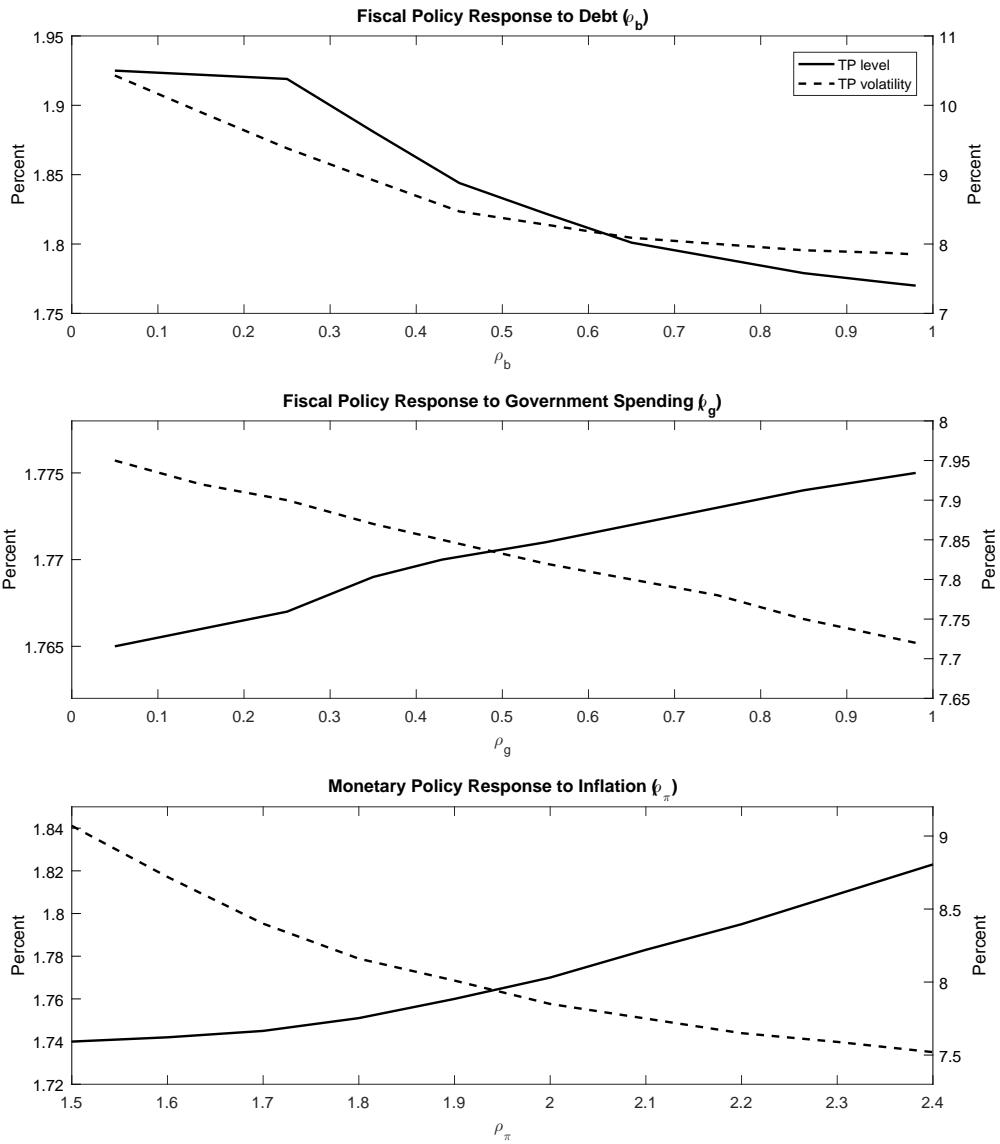 Fiscal Policy Response to Debt (ρ_b)
1.95
1.9
1.85
1.8
1.75
Percent
11
10
9
8
7
Percent
TP level
TP volatility
0 0.1 0.2 0.3 0.4 0.5 0.6 0.7 0.8 0.9 1
ρ_b
Fiscal Policy Response to Government Spending (ρ_g)
1.775
1.77
1.765
Percent
8
7.95
7.9
7.85
7.8
7.75
7.7
7.65
Percent
0 0.1 0.2 0.3 0.4 0.5 0.6 0.7 0.8 0.9 1
ρ_g
Monetary Policy Response to Inflation (ρ_π)
1.84
1.82
1.8
1.78
1.76
1.74
1.72
Percent
9
8.5
8
7.5
Percent
1.5 1.6 1.7 1.8 1.9 2 2.1 2.2 2.3 2.4
ρ_π